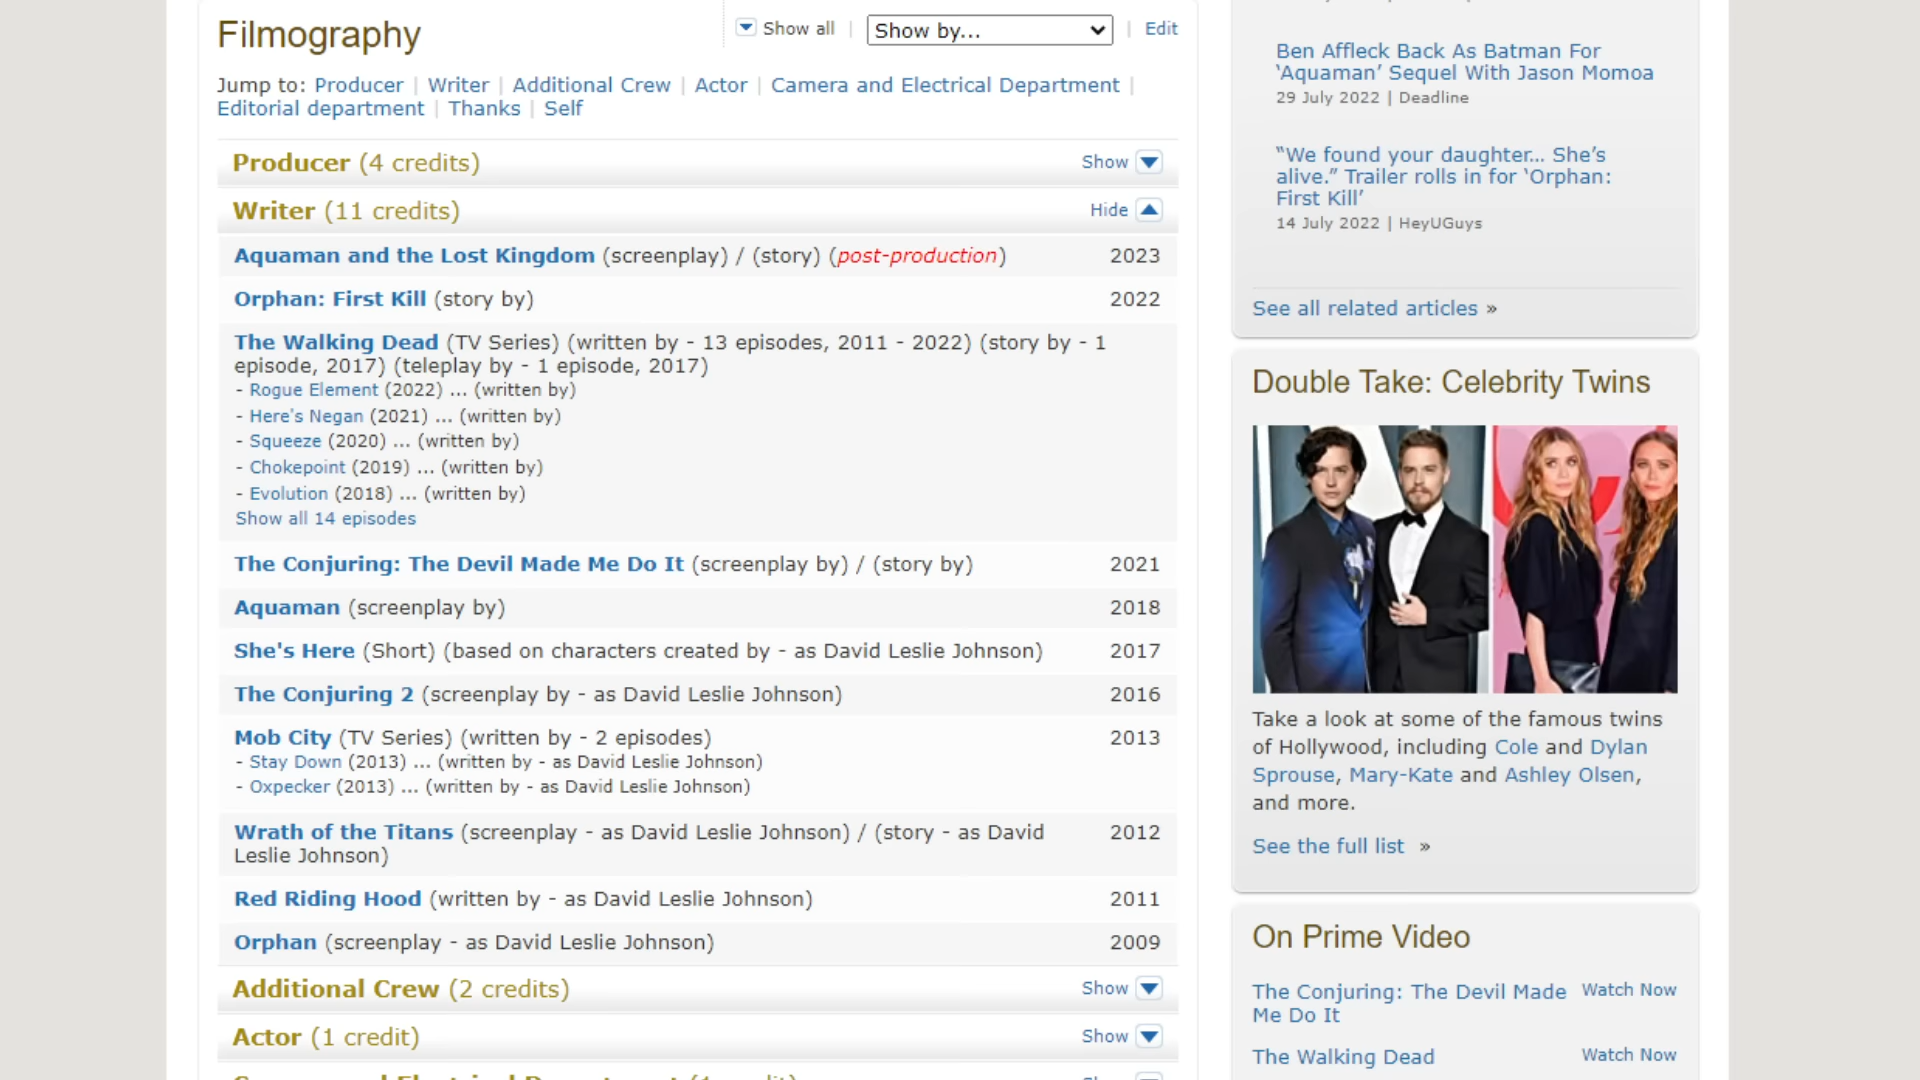 Filmography
Show all | Show by... | Edit
Jump to: Producer | Writer | Additional Crew | Actor | Camera and Electrical Department |
Editorial department | Thanks | Self
Producer (4 credits) Show
Writer (11 credits) Hide
Aquaman and the Lost Kingdom (screenplay) / (story) (post-production) 2023
Orphan: First Kill (story by) 2022
The Walking Dead (TV Series) (written by - 13 episodes, 2011 - 2022) (story by - 1
episode, 2017) (teleplay by - 1 episode, 2017)
- Rogue Element (2022) ... (written by)
- Here's Negan (2021) ... (written by)
- Squeeze (2020) ... (written by)
- Chokepoint (2019) ... (written by)
- Evolution (2018) ... (written by)
Show all 14 episodes
The Conjuring: The Devil Made Me Do It (screenplay by) / (story by) 2021
Aquaman (screenplay by) 2018
She's Here (Short) (based on characters created by - as David Leslie Johnson) 2017
The Conjuring 2 (screenplay by - as David Leslie Johnson) 2016
Mob City (TV Series) (written by - 2 episodes) 2013
- Stay Down (2013) ... (written by - as David Leslie Johnson)
- Oxpecker (2013) ... (written by - as David Leslie Johnson)
Wrath of the Titans (screenplay - as David Leslie Johnson) / (story - as David 2012
Leslie Johnson)
Red Riding Hood (written by - as David Leslie Johnson) 2011
Orphan (screenplay - as David Leslie Johnson) 2009
Additional Crew (2 credits) Show
Actor (1 credit) Show
Ben Affleck Back As Batman For
‘Aquaman’ Sequel With Jason Momoa
29 July 2022 | Deadline
“We found your daughter... She’s
alive.” Trailer rolls in for ‘Orphan:
First Kill’
14 July 2022 | HeyUGuys
See all related articles »
Double Take: Celebrity Twins
Take a look at some of the famous twins
of Hollywood, including Cole and Dylan
Sprouse, Mary-Kate and Ashley Olsen,
and more.
See the full list »
On Prime Video
The Conjuring: The Devil Made Watch Now
Me Do It
The Walking Dead Watch Now